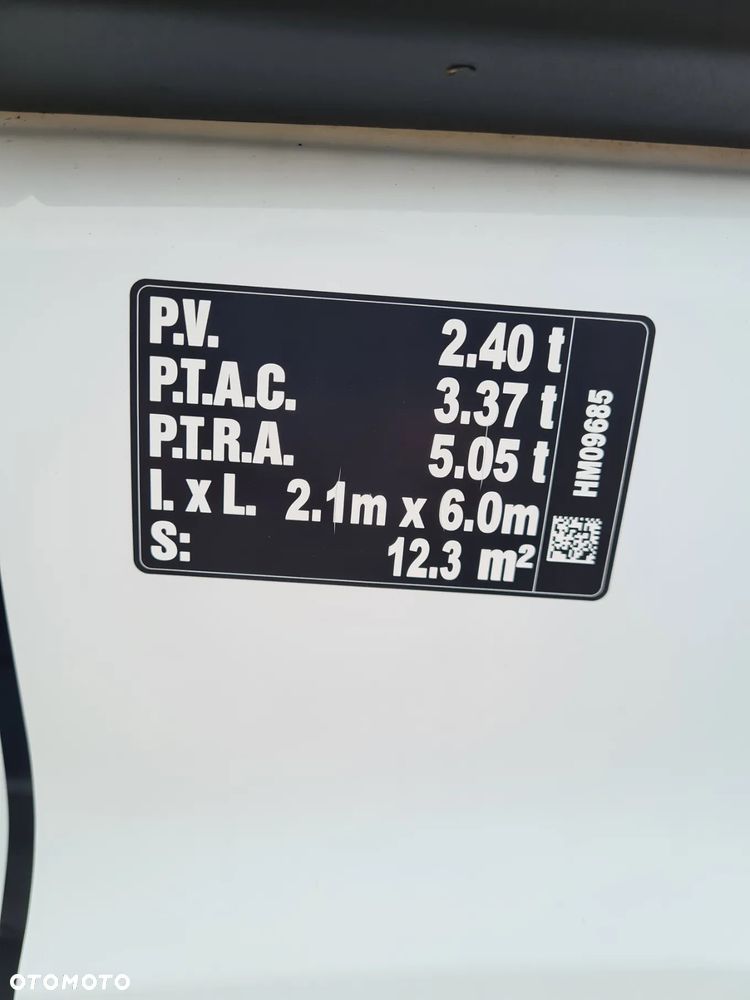 P.V. 2.40 t
P.T.A.C. 3.37 t
P.T.R.A. 5.05 t
l. x L. 2.1m x 6.0m
S: 12.3 m²
HM09685
OTOMOTO